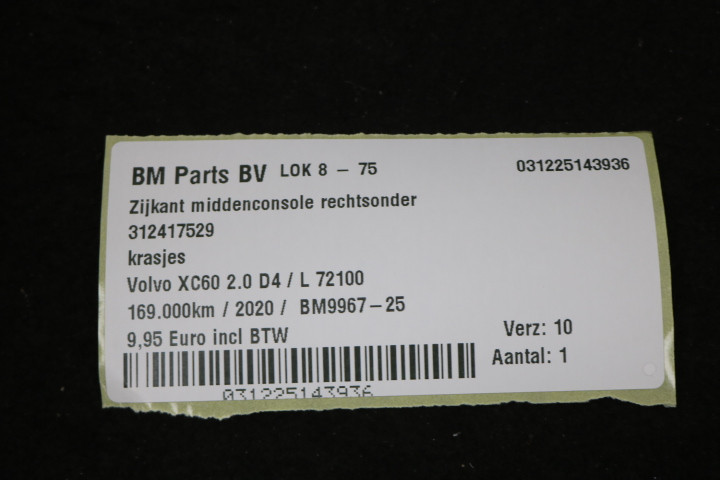 BM Parts BV LOK 8 - 75 031225143936
Zijkant middenconsole rechtsonder
312417529
krasjes
Volvo XC60 2.0 D4 / L 72100
169.000km / 2020 / BM9967-25
9,95 Euro incl BTW
Verz: 10
Aantal: 1
031225143936